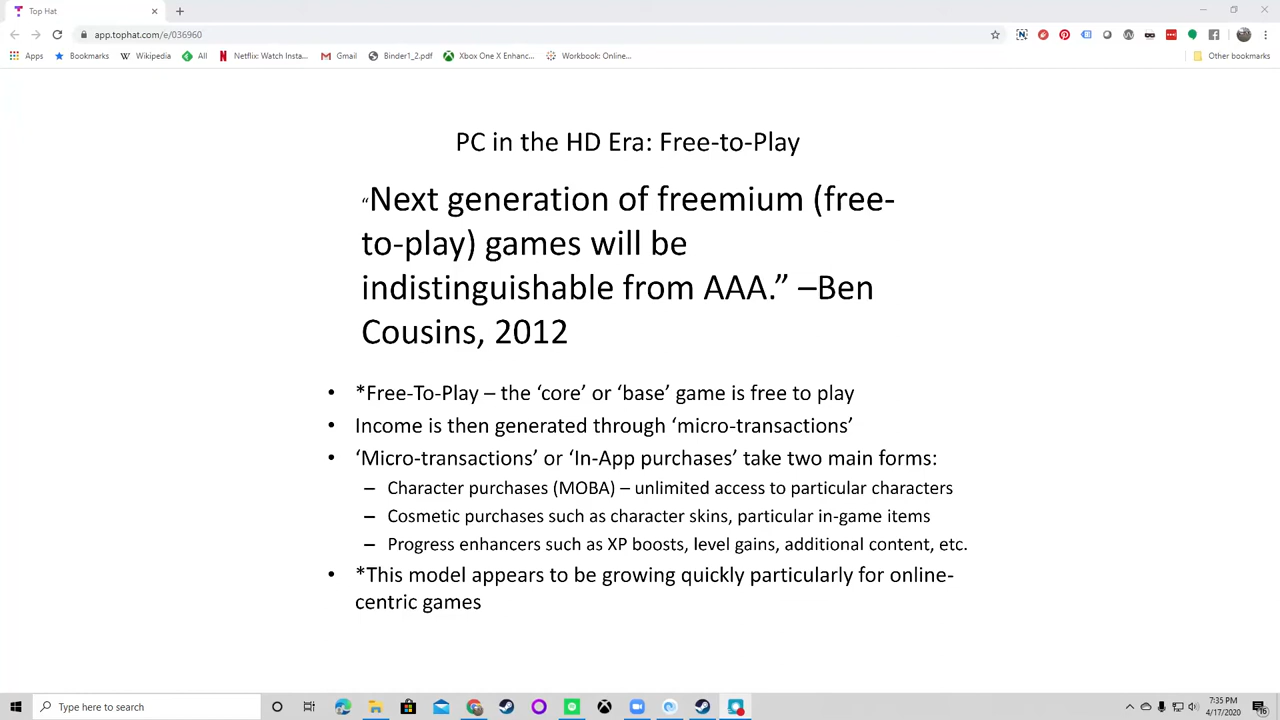 Top Hat
app.tophat.com/e/036960
Apps Bookmarks Wikipedia All Netflix: Watch Insta... Gmail Binder1_2.pdf Xbox One X Enhanc... Workbook: Online... Other bookmarks
PC in the HD Era: Free-to-Play
“Next generation of freemium (free-
to-play) games will be
indistinguishable from AAA.” –Ben
Cousins, 2012
• *Free-To-Play – the ‘core’ or ‘base’ game is free to play
• Income is then generated through ‘micro-transactions’
• ‘Micro-transactions’ or ‘In-App purchases’ take two main forms:
– Character purchases (MOBA) – unlimited access to particular characters
– Cosmetic purchases such as character skins, particular in-game items
– Progress enhancers such as XP boosts, level gains, additional content, etc.
• *This model appears to be growing quickly particularly for online-
centric games
Type here to search
7:35 PM
4/17/2020